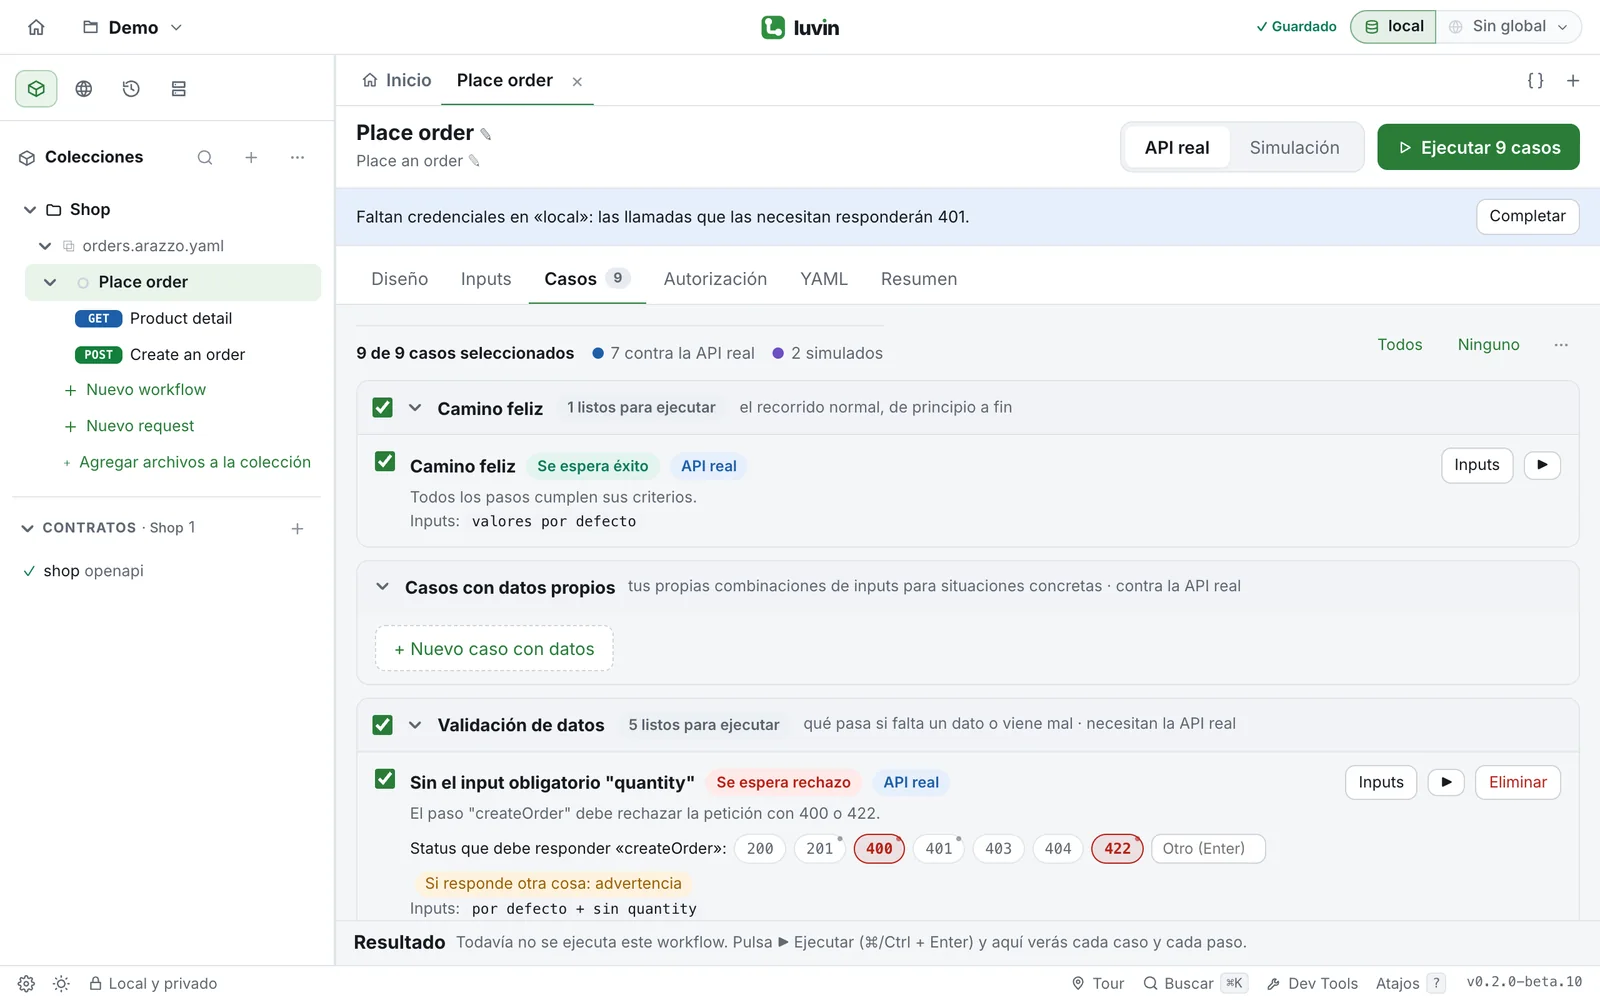 Demo
luvin
Guardado
local
Sin global
Inicio
Place order
{ }
Colecciones
Shop
orders.arazzo.yaml
Place order
GET Product detail
POST Create an order
+ Nuevo workflow
+ Nuevo request
+ Agregar archivos a la colección
CONTRATOS · Shop 1
shop openapi
Place order
Place an order
API real
Simulación
Ejecutar 9 casos
Faltan credenciales en «local»: las llamadas que las necesitan responderán 401.
Completar
Diseño
Inputs
Casos 9
Autorización
YAML
Resumen
9 de 9 casos seleccionados
7 contra la API real
2 simulados
Todos
Ninguno
Camino feliz 1 listos para ejecutar el recorrido normal, de principio a fin
Camino feliz Se espera éxito API real
Inputs
Todos los pasos cumplen sus criterios.
Inputs: valores por defecto
Casos con datos propios tus propias combinaciones de inputs para situaciones concretas · contra la API real
+ Nuevo caso con datos
Validación de datos 5 listos para ejecutar qué pasa si falta un dato o viene mal · necesitan la API real
Sin el input obligatorio "quantity" Se espera rechazo API real
Inputs
Eliminar
El paso "createOrder" debe rechazar la petición con 400 o 422.
Status que debe responder «createOrder»: 200 201 400 401 403 404 422 Otro (Enter)
Si responde otra cosa: advertencia
Inputs: por defecto + sin quantity
Resultado Todavía no se ejecuta este workflow. Pulsa ▶ Ejecutar (⌘/Ctrl + Enter) y aquí verás cada caso y cada paso.
Local y privado
Tour
Buscar ⌘K
Dev Tools
Atajos ?
v0.2.0-beta.10